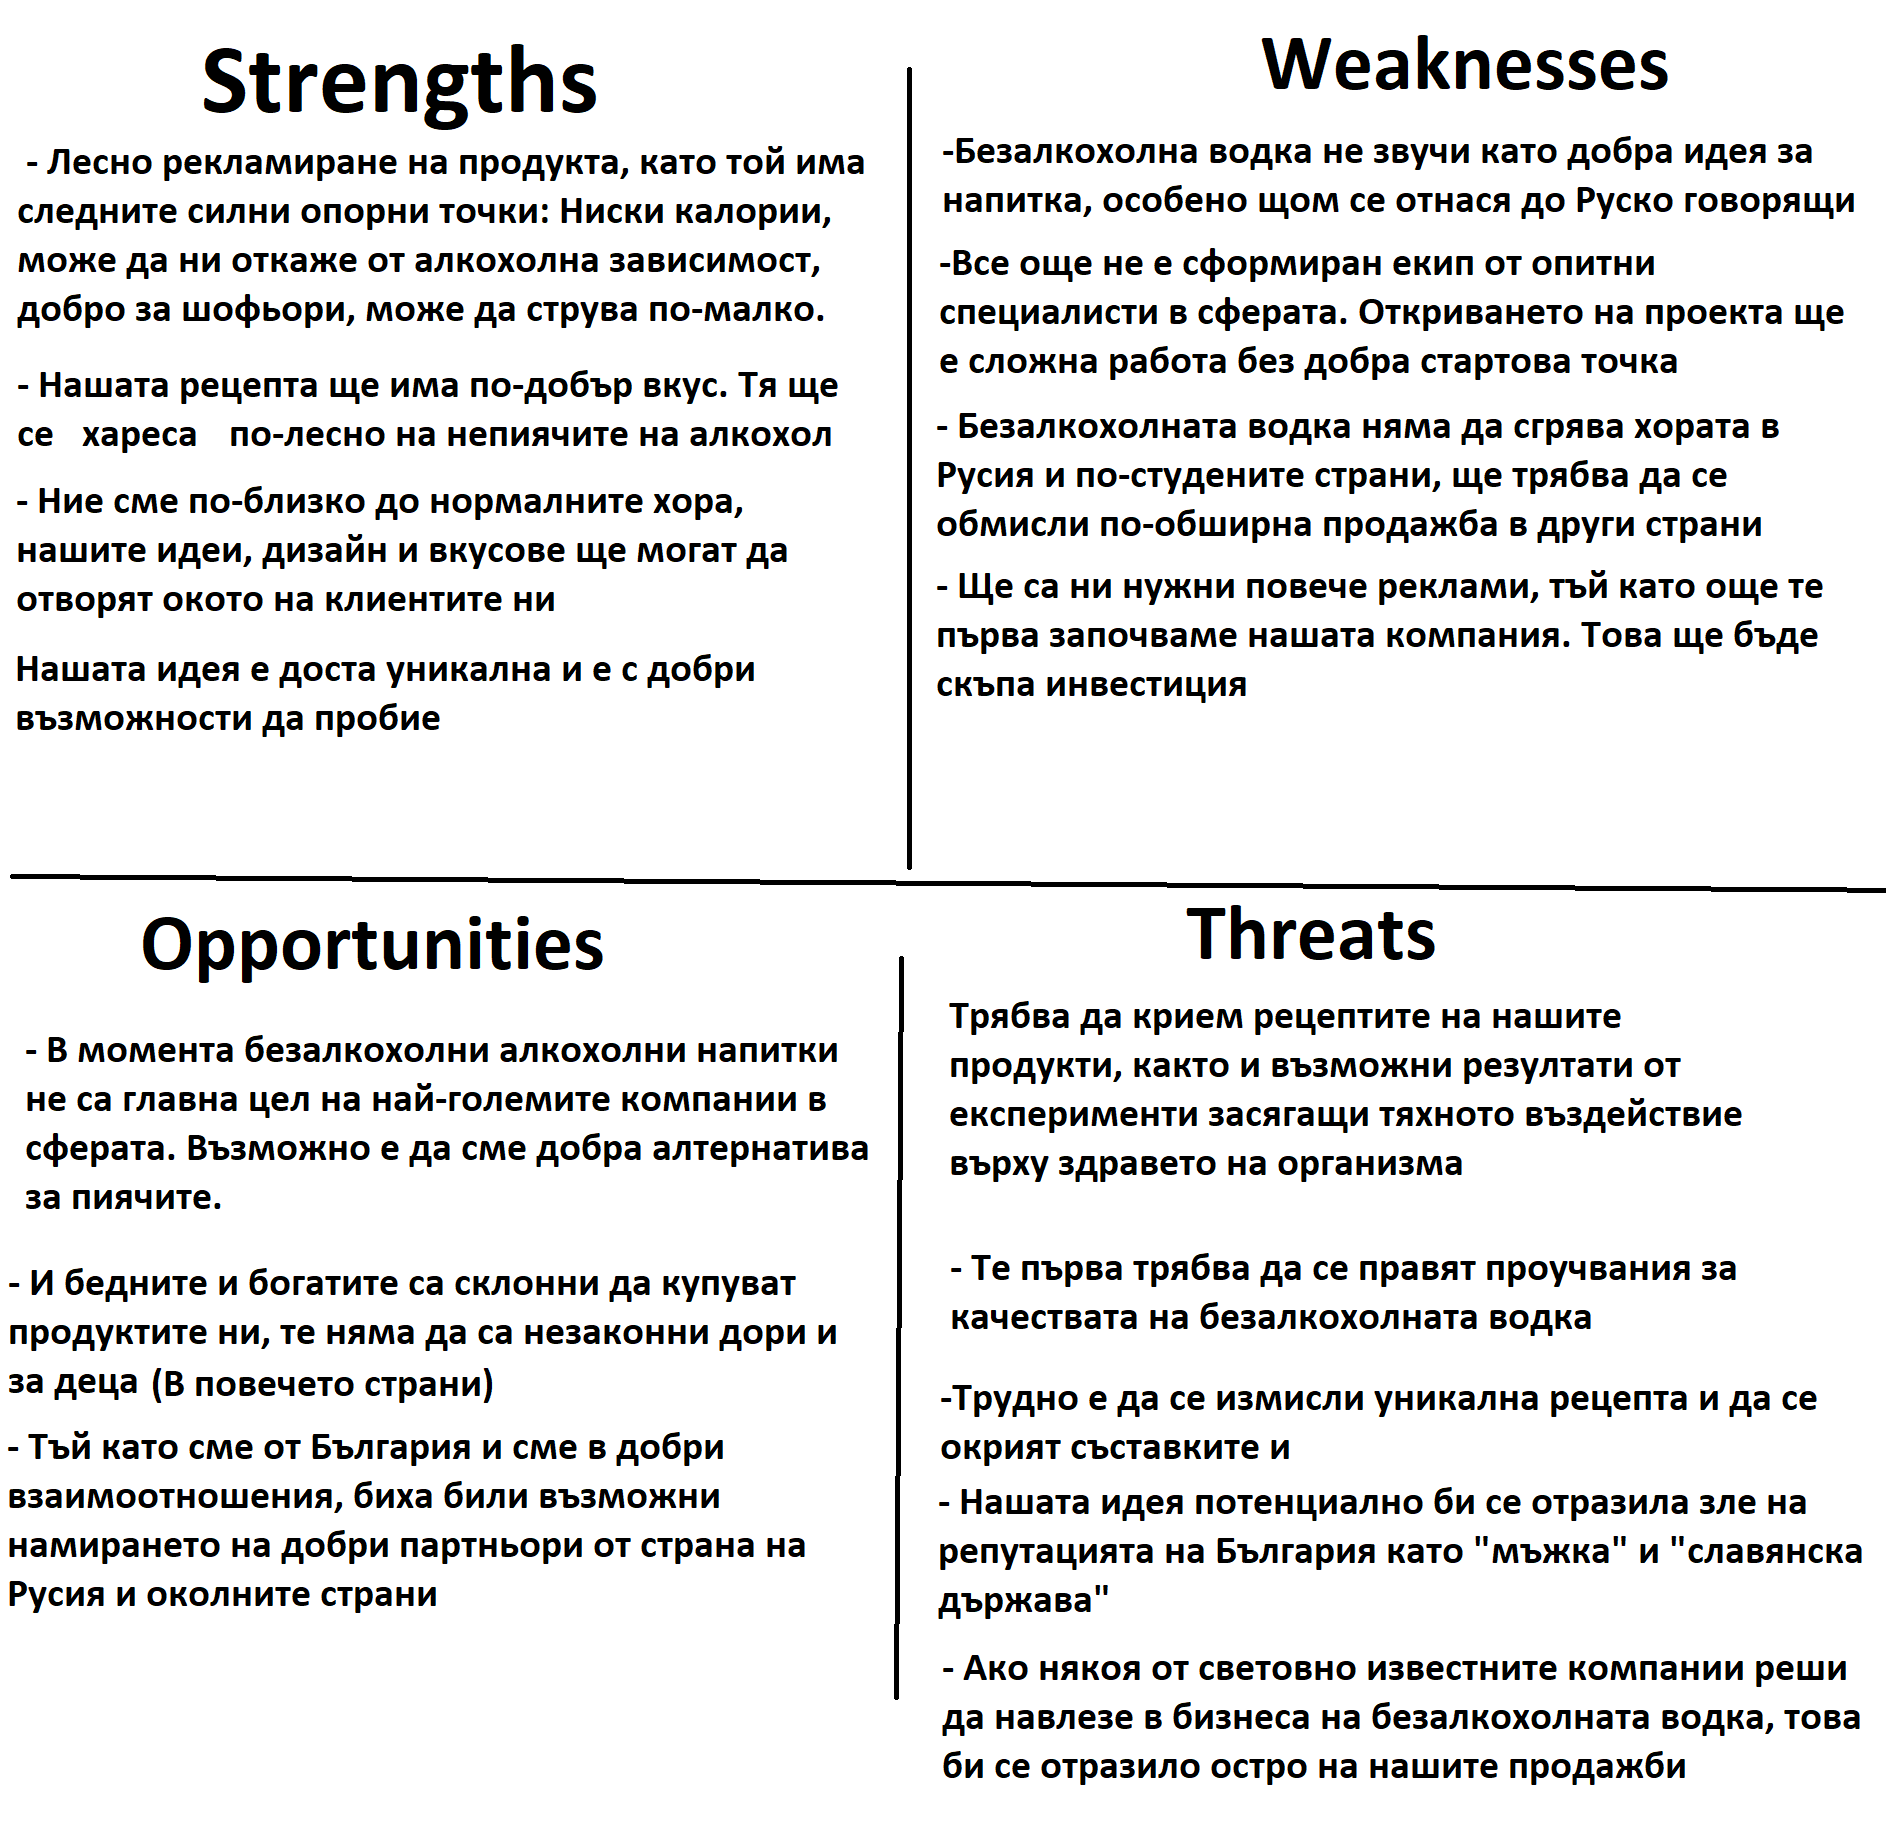 Strengths
- Лесно рекламиране на продукта, като той има
следните силни опорни точки: Ниски калории,
може да ни откаже от алкохолна зависимост,
добро за шофьори, може да струва по-малко.
- Нашата рецепта ще има по-добър вкус. Тя ще
се хареса по-лесно на непиячите на алкохол
- Ние сме по-близко до нормалните хора,
нашите идеи, дизайн и вкусове ще могат да
отворят окото на клиентите ни
Нашата идея е доста уникална и е с добри
възможности да пробие
Weaknesses
-Безалкохолна водка не звучи като добра идея за
напитка, особено щом се отнася до Руско говорящи
-Все още не е сформиран екип от опитни
специалисти в сферата. Откриването на проекта ще
е сложна работа без добра стартова точка
- Безалкохолната водка няма да сгрява хората в
Русия и по-студените страни, ще трябва да се
обмисли по-обширна продажба в други страни
- Ще са ни нужни повече реклами, тъй като още те
първа започваме нашата компания. Това ще бъде
скъпа инвестиция
Opportunities
- В момента безалкохолни алкохолни напитки
не са главна цел на най-големите компании в
сферата. Възможно е да сме добра алтернатива
за пиячите.
- И бедните и богатите са склонни да купуват
продуктите ни, те няма да са незаконни дори и
за деца (В повечето страни)
- Тъй като сме от България и сме в добри
взаимоотношения, биха били възможни
намирането на добри партньори от страна на
Русия и околните страни
Threats
Трябва да крием рецептите на нашите
продукти, както и възможни резултати от
експерименти засягащи тяхното въздействие
върху здравето на организма
- Те първа трябва да се правят проучвания за
качествата на безалкохолната водка
-Трудно е да се измисли уникална рецепта и да се
окрият съставките и
- Нашата идея потенциално би се отразила зле на
репутацията на България като "мъжка" и "славянска
държава"
- Ако някоя от световно известните компании реши
да навлезе в бизнеса на безалкохолната водка, това
би се отразило остро на нашите продажби